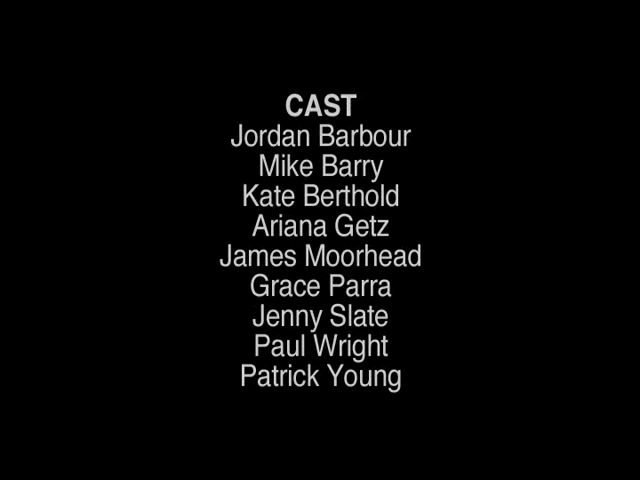 CAST
Jordan Barbour
Mike Barry
Kate Berthold
Ariana Getz
James Moorhead
Grace Parra
Jenny Slate
Paul Wright
Patrick Young